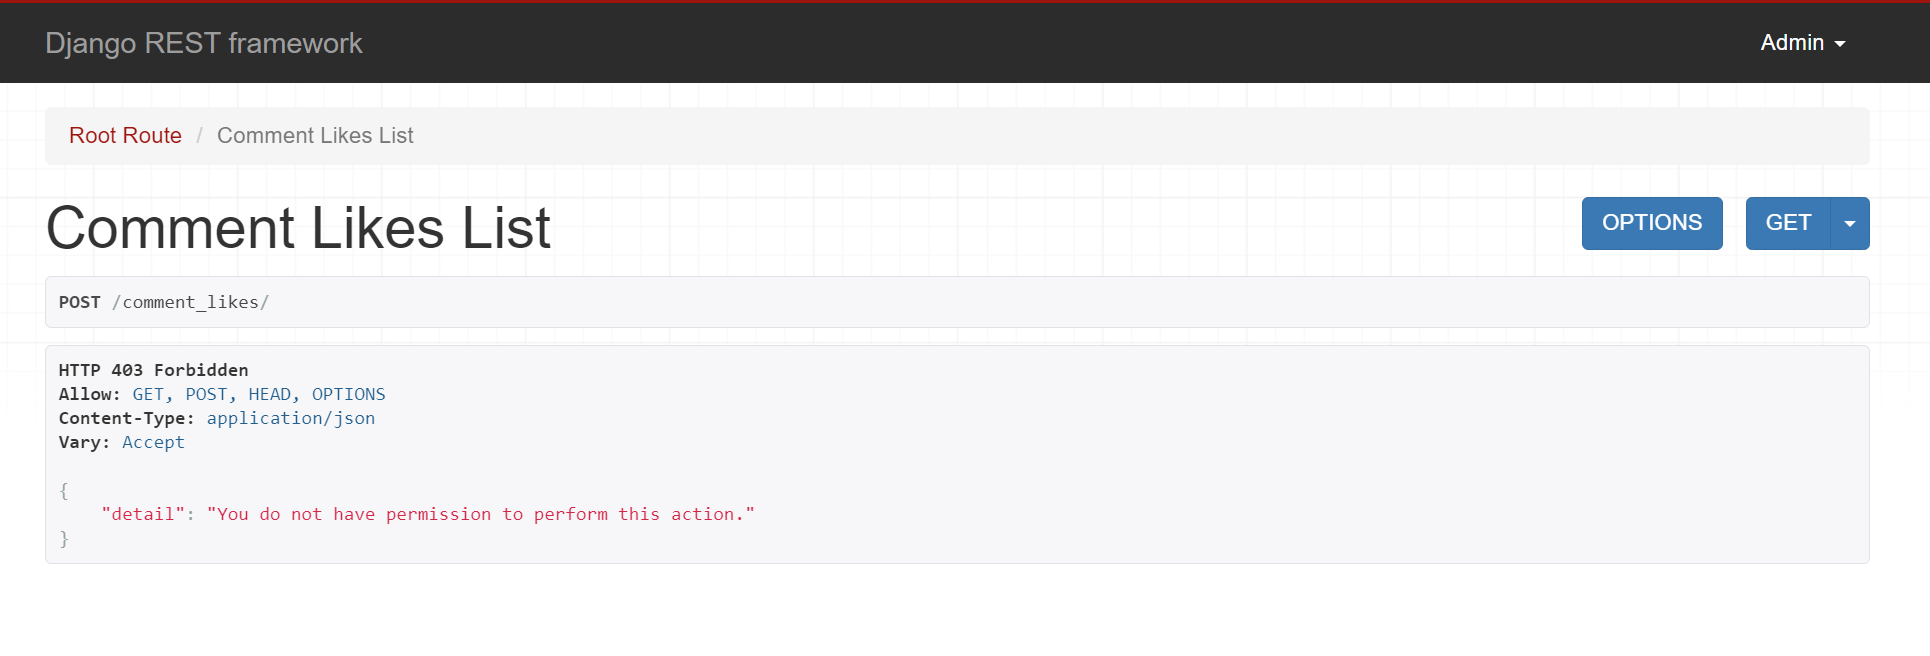 Django REST framework
Admin
Root Route / Comment Likes List
Comment Likes List
OPTIONS
GET
POST /comment_likes/
HTTP 403 Forbidden
Allow: GET, POST, HEAD, OPTIONS
Content-Type: application/json
Vary: Accept
{
    "detail": "You do not have permission to perform this action."
}